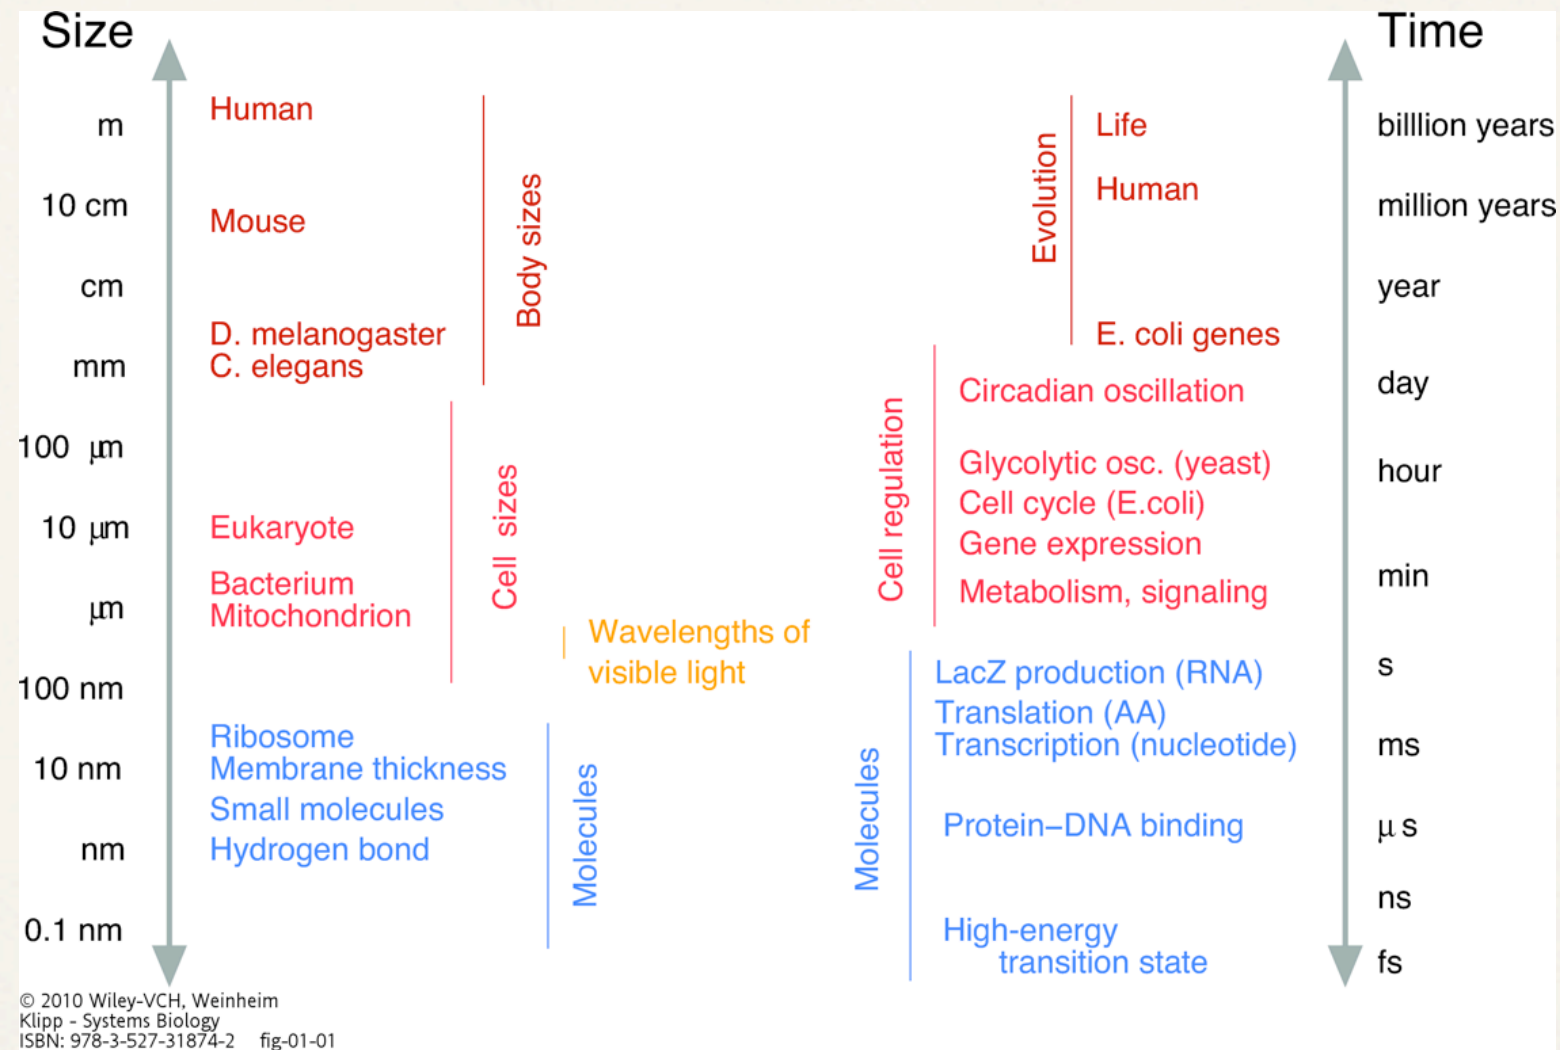 Size
m
10 cm
cm
mm
100 µm
10 µm
µm
100 nm
10 nm
nm
0.1 nm
Human
Mouse
D. melanogaster
C. elegans
Body sizes
Eukaryote
Bacterium
Mitochondrion
Cell sizes
Wavelengths of
visible light
Ribosome
Membrane thickness
Small molecules
Hydrogen bond
Molecules
Evolution
Life
Human
E. coli genes
Cell regulation
Circadian oscillation
Glycolytic osc. (yeast)
Cell cycle (E.coli)
Gene expression
Metabolism, signaling
Molecules
LacZ production (RNA)
Translation (AA)
Transcription (nucleotide)
Protein–DNA binding
High-energy
transition state
Time
billlion years
million years
year
day
hour
min
s
ms
µ s
ns
fs
© 2010 Wiley-VCH, Weinheim
Klipp - Systems Biology
ISBN: 978-3-527-31874-2 fig-01-01